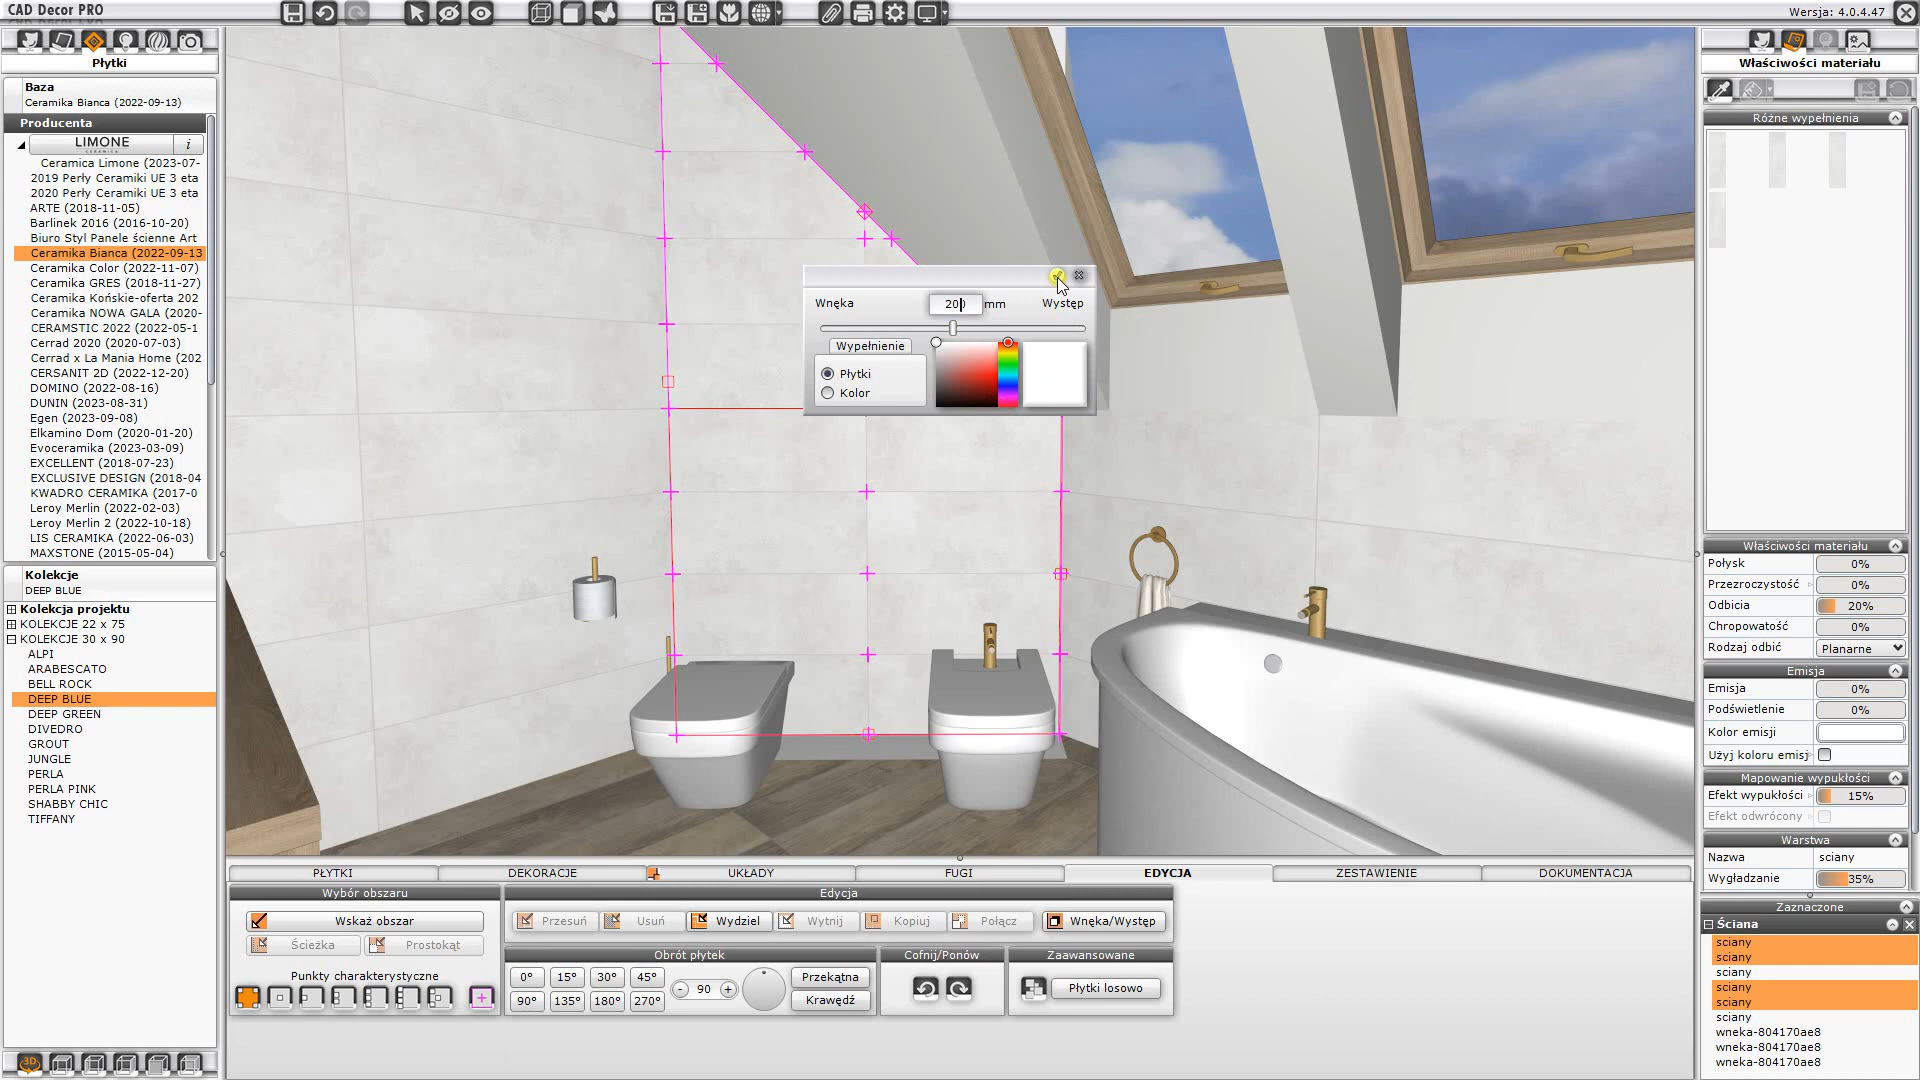 CAD Decor PRO
Wersja: 4.0.4.47
Płytki
Baza
Ceramika Bianca (2022-09-13)
Producenta
LIMONE
CERAMICA
i
Ceramica Limone (2023-07-
2019 Perły Ceramiki UE 3 eta
2020 Perły Ceramiki UE 3 eta
ARTE (2018-11-05)
Barlinek 2016 (2016-10-20)
Biuro Styl Panele ścienne Art
Ceramika Bianca (2022-09-13
Ceramika Color (2022-11-07)
Ceramika GRES (2018-11-27)
Ceramika Końskie-oferta 202
Ceramika NOWA GALA (2020-
CERAMSTIC 2022 (2022-05-1
Cerrad 2020 (2020-07-03)
Cerrad x La Mania Home (202
CERSANIT 2D (2022-12-20)
DOMINO (2022-08-16)
DUNIN (2023-08-31)
Egen (2023-09-08)
Elkamino Dom (2020-01-20)
Evoceramika (2023-03-09)
EXCELLENT (2018-07-23)
EXCLUSIVE DESIGN (2018-04
KWADRO CERAMIKA (2017-0
Leroy Merlin (2022-02-03)
Leroy Merlin 2 (2022-10-18)
LIS CERAMIKA (2022-06-03)
MAXSTONE (2015-05-04)
Kolekcje
DEEP BLUE
Kolekcja projektu
KOLEKCJE 22 x 75
KOLEKCJE 30 x 90
ALPI
ARABESCATO
BELL ROCK
DEEP BLUE
DEEP GREEN
DIVEDRO
GROUT
JUNGLE
PERLA
PERLA PINK
SHABBY CHIC
TIFFANY
3D
Wnęka
200
mm
Występ
Wypełnienie
Płytki
Kolor
PŁYTKI
DEKORACJE
UKŁADY
FUGI
EDYCJA
ZESTAWIENIE
DOKUMENTACJA
Wybór obszaru
Wskaż obszar
Ścieżka
Prostokąt
Punkty charakterystyczne
Edycja
Przesuń
Usuń
Wydziel
Wytnij
Kopiuj
Połącz
Wnęka/Występ
Obrót płytek
0°
15°
30°
45°
90°
135°
180°
270°
- 90 +
Przekątna
Krawędź
Cofnij/Ponów
Zaawansowane
Płytki losowo
Właściwości materiału
Różne wypełnienia
Właściwości materiału
Połysk 0%
Przezroczystość 0%
Odbicia 20%
Chropowatość 0%
Rodzaj odbić Planarne
Emisja
Emisja 0%
Podświetlenie 0%
Kolor emisji
Użyj koloru emisj
Mapowanie wypukłości
Efekt wypukłości 15%
Efekt odwrócony
Warstwa
Nazwa sciany
Wygładzanie 35%
Zaznaczone
Ściana
sciany
sciany
sciany
sciany
sciany
sciany
wneka-804170ae8
wneka-804170ae8
wneka-804170ae8